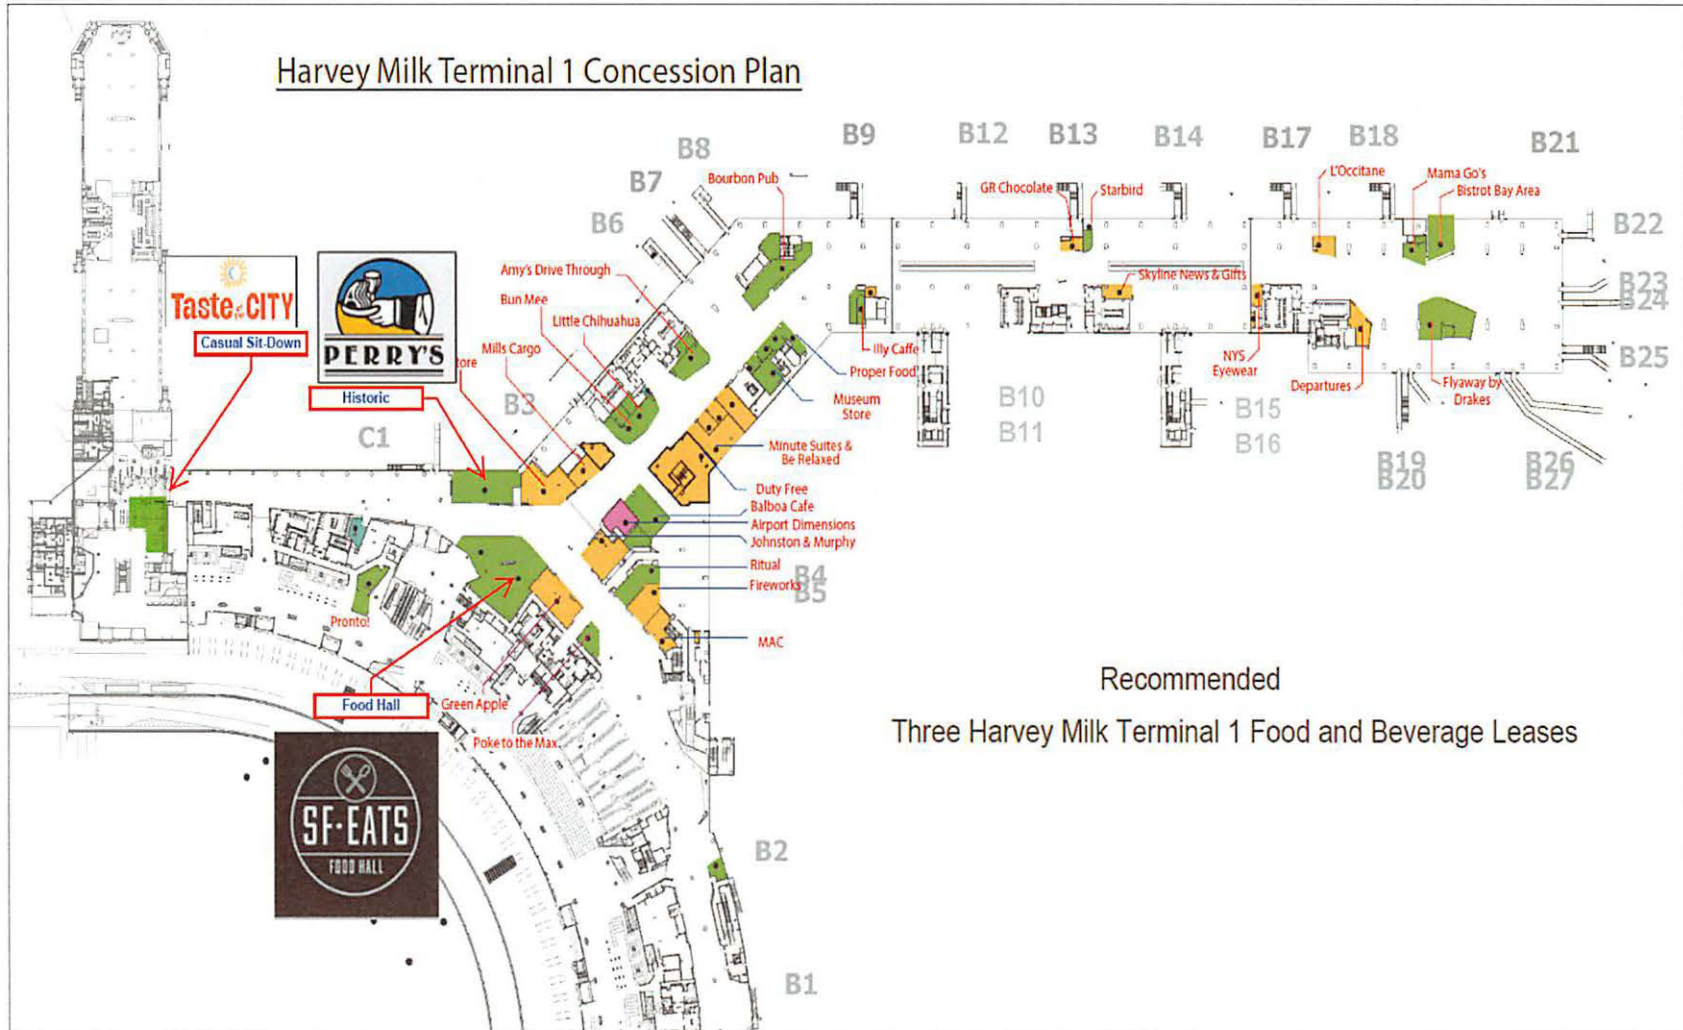 Harvey Milk Terminal 1 Concession Plan
B8
B9
B12
B13
B14
B17
B18
B21
B7
Bourbon Pub
GR Chocolate
Starbird
L'Occitane
Mama Go's
Bistrot Bay Area
B6
B22
Taste of the CITY
Casual Sit-Down
PERRY'S
Historic
Amy's Drive Through
Bun Mee
Little Chihuahua
Mills Cargo
ore
Skyline News & Gifts
B23
B24
B25
Illy Caffe
Proper Food
Museum
Store
NYS
Eyewear
Departures
Flyaway by
Drakes
B3
C1
B10
B11
B15
B16
Minute Suites &
Be Relaxed
B19
B20
B26
B27
Duty Free
Balboa Cafe
Airport Dimensions
Johnston & Murphy
Ritual
B4
Fireworks
B5
Pronto!
MAC
Food Hall
Green Apple
Poke to the Max
Recommended
Three Harvey Milk Terminal 1 Food and Beverage Leases
SF·EATS
FOOD HALL
B2
B1